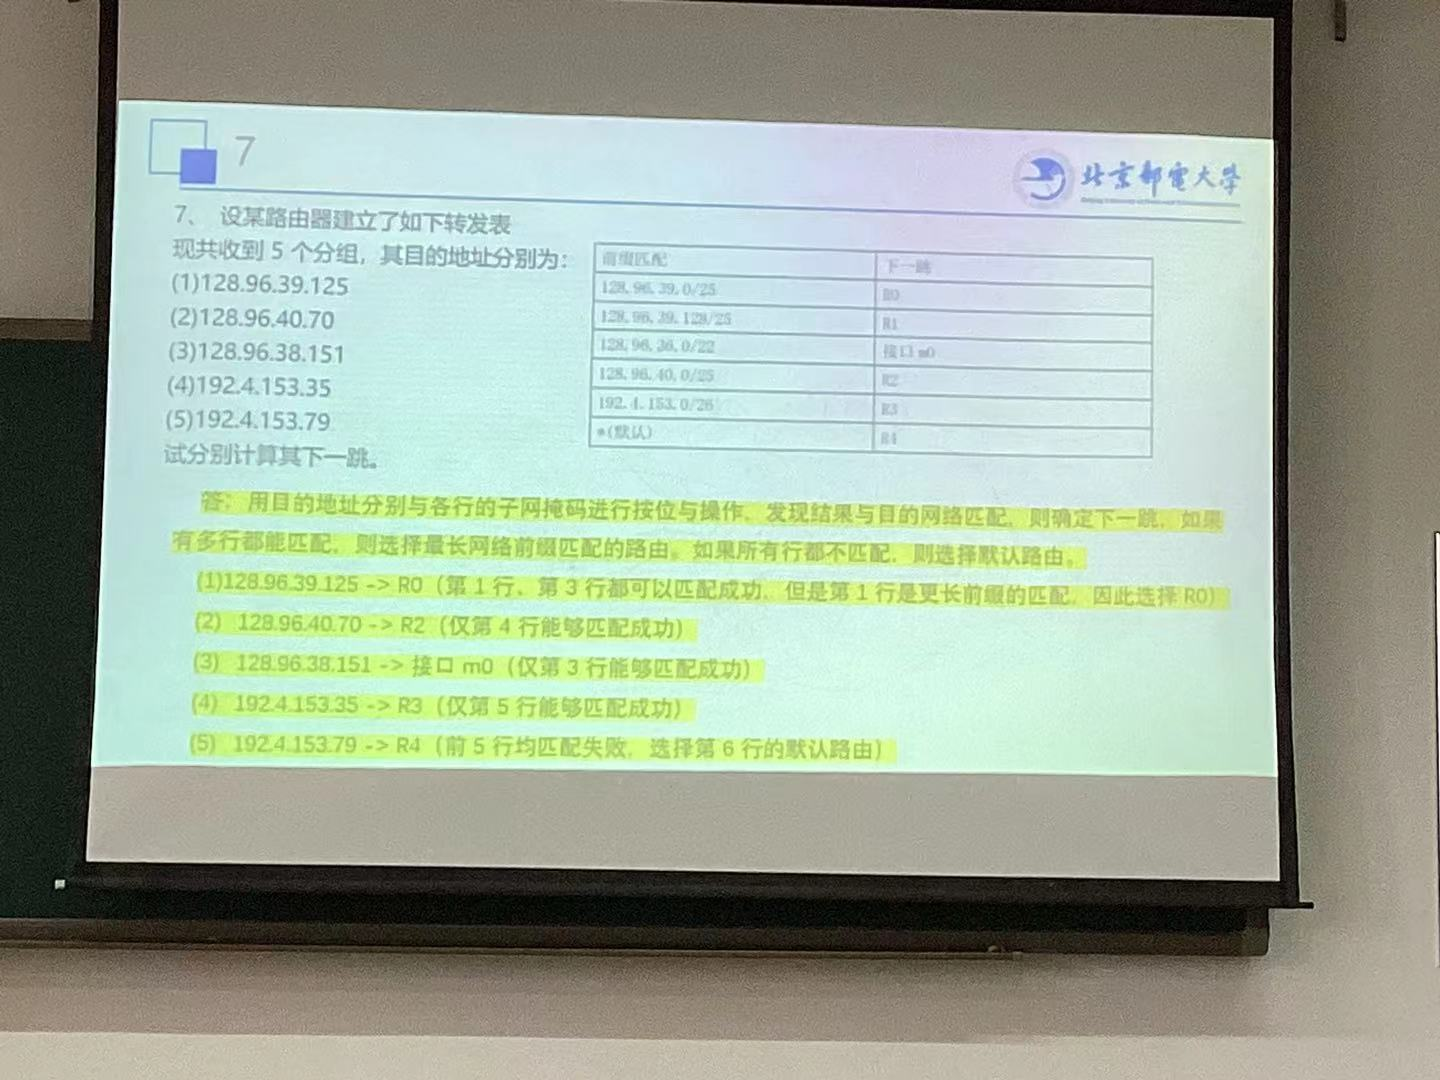 7
北京邮电大学
7、 设某路由器建立了如下转发表
现共收到 5 个分组，其目的地址分别为：
(1)128.96.39.125
(2)128.96.40.70
(3)128.96.38.151
(4)192.4.153.35
(5)192.4.153.79
试分别计算其下一跳。
前缀匹配 下一跳
128.96.39.0/25 R0
128.96.39.128/25 R1
128.96.36.0/22 接口 m0
128.96.40.0/25 R2
192.4.153.0/26 R3
*(默认) R4
答：用目的地址分别与各行的子网掩码进行按位与操作，发现结果与目的网络匹配，则确定下一跳，如果
有多行都能匹配，则选择最长网络前缀匹配的路由。如果所有行都不匹配，则选择默认路由。
(1)128.96.39.125 -> R0（第 1 行、第 3 行都可以匹配成功，但是第 1 行是更长前缀的匹配，因此选择 R0）
(2) 128.96.40.70 -> R2（仅第 4 行能够匹配成功）
(3) 128.96.38.151 -> 接口 m0（仅第 3 行能够匹配成功）
(4) 192.4.153.35 -> R3（仅第 5 行能够匹配成功）
(5) 192.4.153.79 -> R4（前 5 行均匹配失败，选择第 6 行的默认路由）